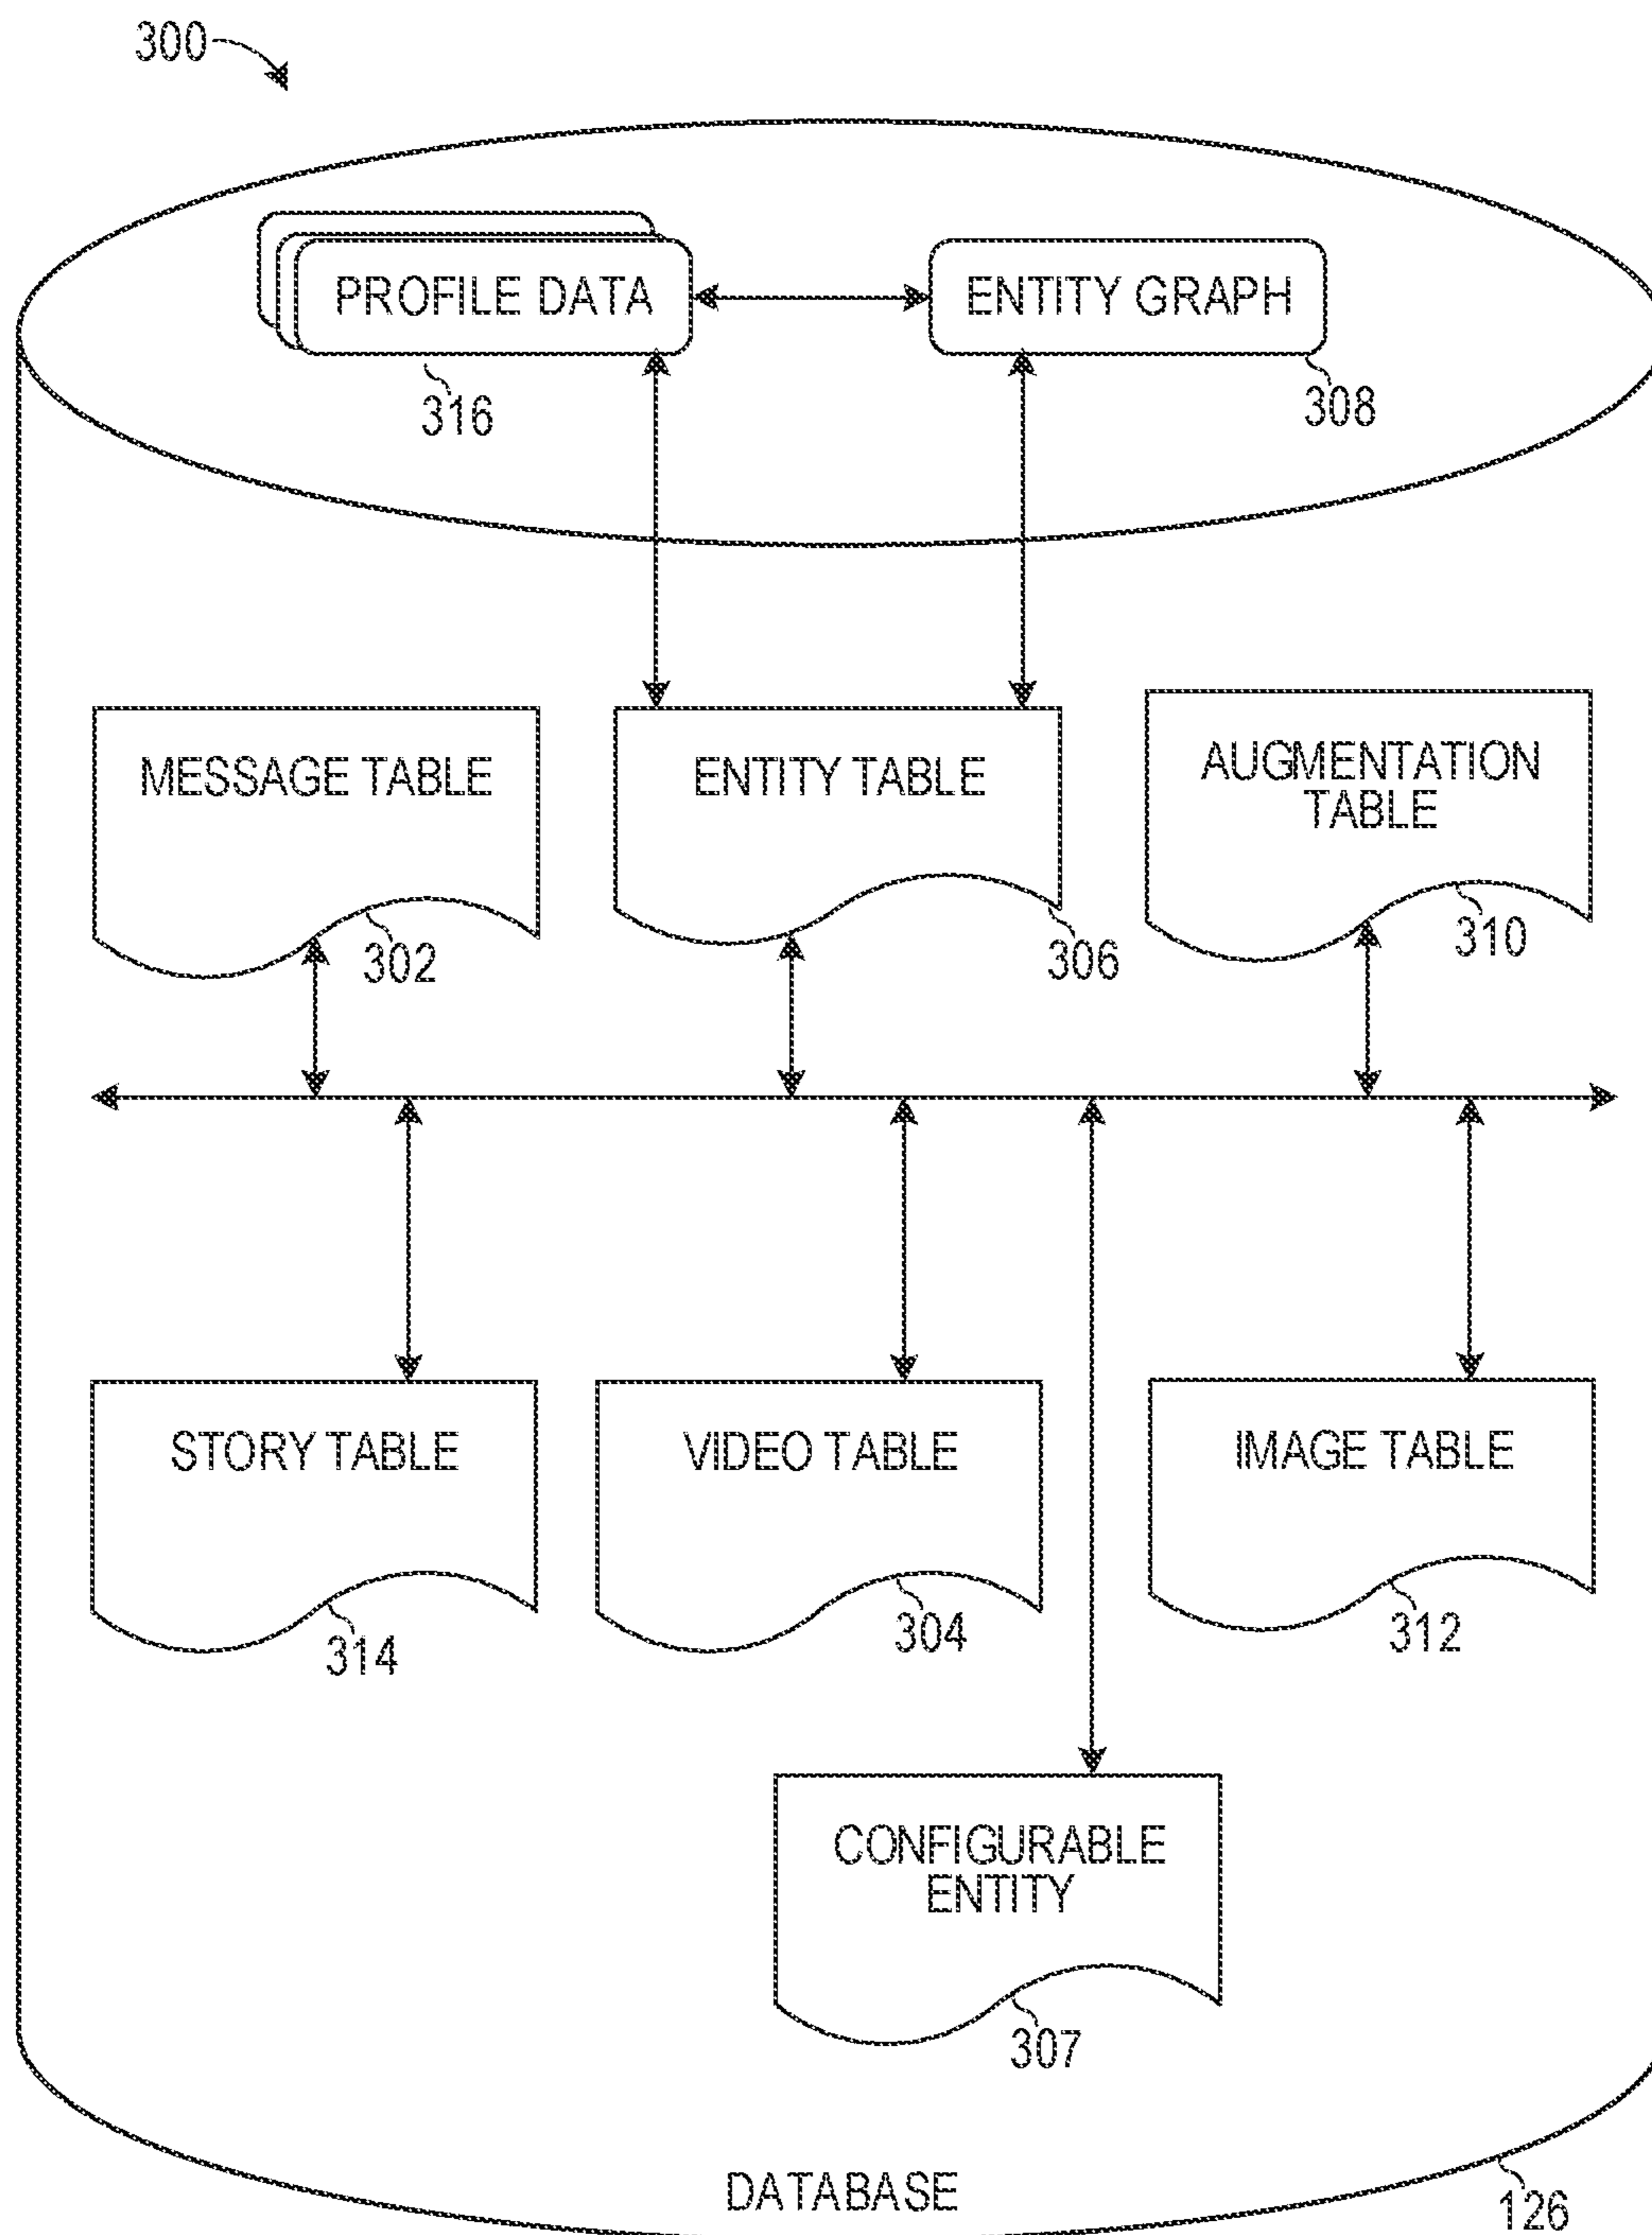 300
PROFILE DATA
ENTITY GRAPH
316
308
MESSAGE TABLE
ENTITY TABLE
AUGMENTATION
TABLE
302
306
310
STORY TABLE
VIDEO TABLE
IMAGE TABLE
314
304
312
CONFIGURABLE
ENTITY
307
DATABASE
126